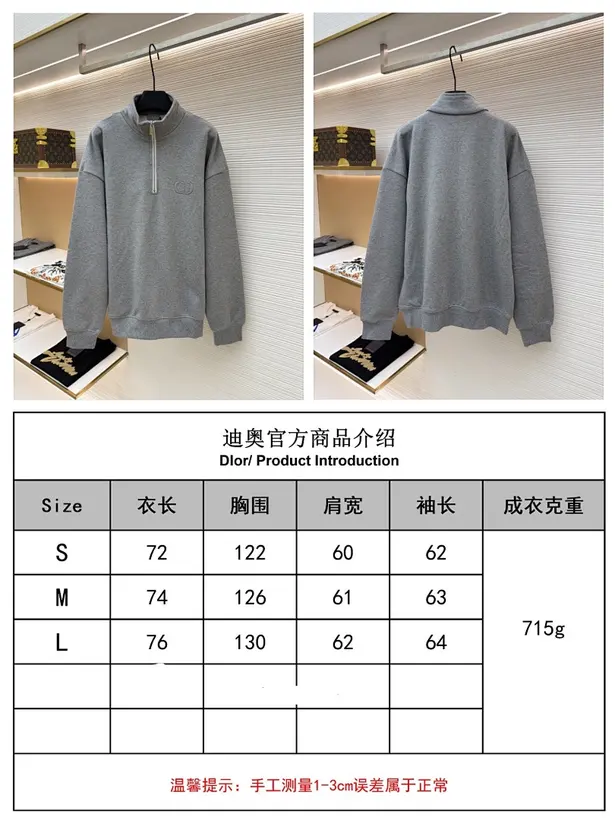 迪奥官方商品介绍
DIor/ Product Introduction
Size 衣长 胸围 肩宽 袖长 成衣克重
S 72 122 60 62
M 74 126 61 63
715g
L 76 130 62 64
温馨提示：手工测量1-3cm误差属于正常